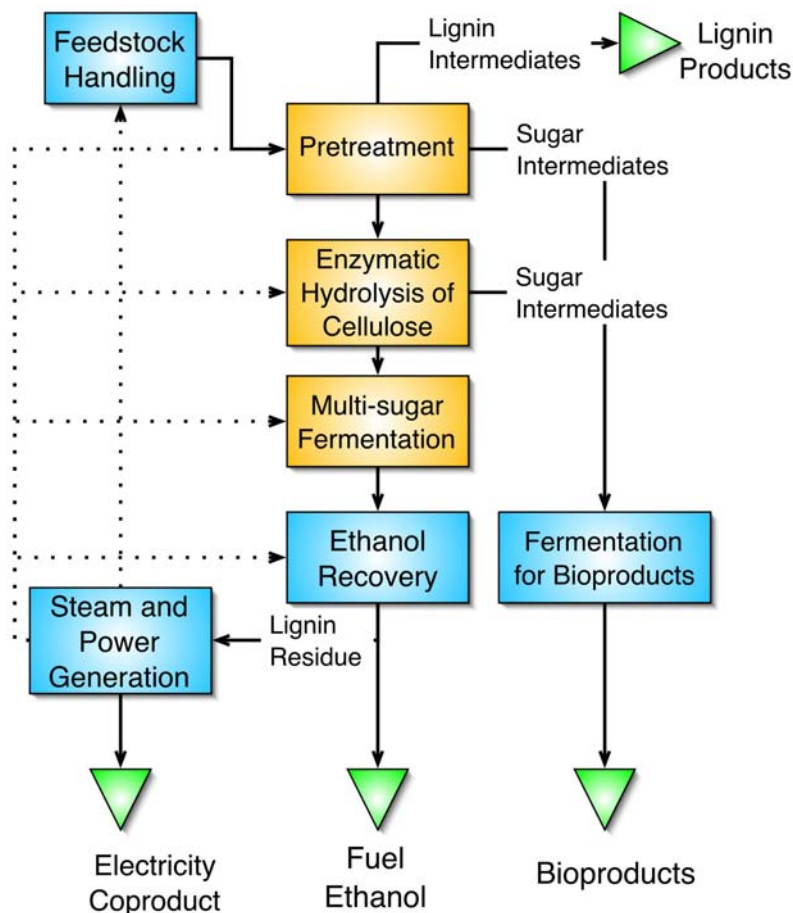 Feedstock
Handling
Lignin
Intermediates
Lignin
Products
Pretreatment
Sugar
Intermediates
Enzymatic
Hydrolysis of
Cellulose
Sugar
Intermediates
Multi-sugar
Fermentation
Ethanol
Recovery
Fermentation
for Bioproducts
Steam and
Power
Generation
Lignin
Residue
Electricity
Coproduct
Fuel
Ethanol
Bioproducts